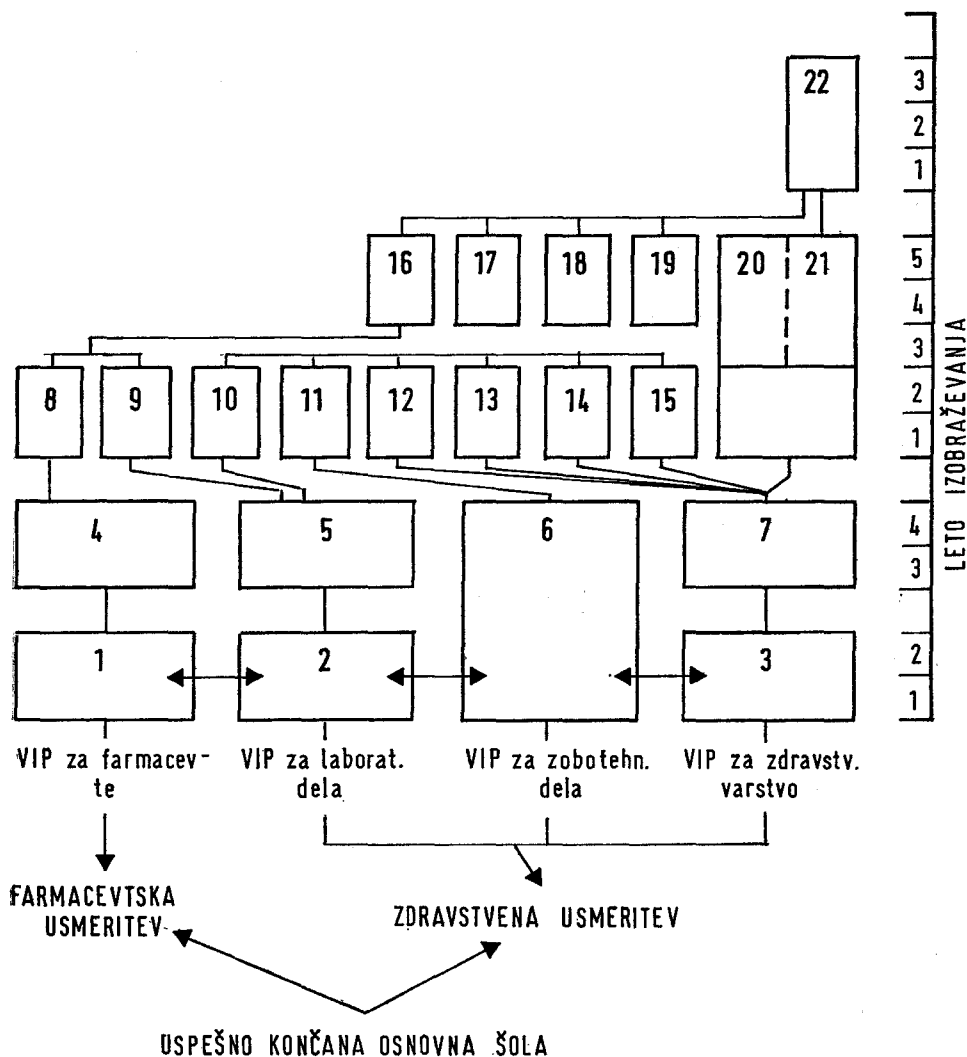 22
3
2
1
16 17 18 19 20 21
5
4
3
8 9 10 11 12 13 14 15
2
1
4 5 6 7
4
3
1 2 3
2
1
LETO IZOBRAŽEVANJA
VIP za farmacev-
te
VIP za laborat.
dela
VIP za zobotehn.
dela
VIP za zdravstv.
varstvo
FARMACEVTSKA
USMERITEV
ZDRAVSTVENA USMERITEV
USPEŠNO KONČANA OSNOVNA ŠOLA